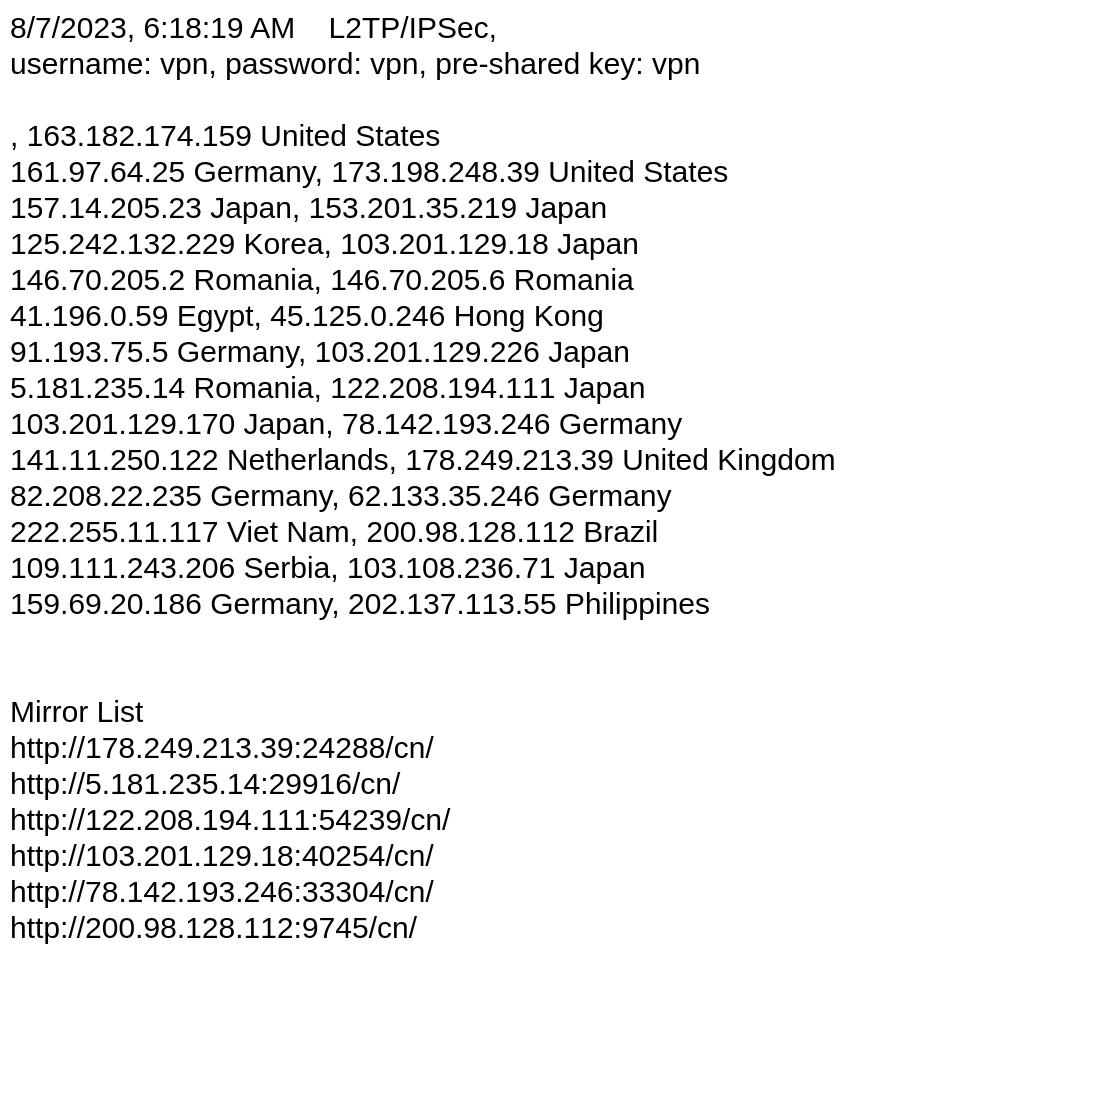 8/7/2023, 6:18:19 AM    L2TP/IPSec,
username: vpn, password: vpn, pre-shared key: vpn
, 163.182.174.159 United States
161.97.64.25 Germany, 173.198.248.39 United States
157.14.205.23 Japan, 153.201.35.219 Japan
125.242.132.229 Korea, 103.201.129.18 Japan
146.70.205.2 Romania, 146.70.205.6 Romania
41.196.0.59 Egypt, 45.125.0.246 Hong Kong
91.193.75.5 Germany, 103.201.129.226 Japan
5.181.235.14 Romania, 122.208.194.111 Japan
103.201.129.170 Japan, 78.142.193.246 Germany
141.11.250.122 Netherlands, 178.249.213.39 United Kingdom
82.208.22.235 Germany, 62.133.35.246 Germany
222.255.11.117 Viet Nam, 200.98.128.112 Brazil
109.111.243.206 Serbia, 103.108.236.71 Japan
159.69.20.186 Germany, 202.137.113.55 Philippines
Mirror List
http://178.249.213.39:24288/cn/
http://5.181.235.14:29916/cn/
http://122.208.194.111:54239/cn/
http://103.201.129.18:40254/cn/
http://78.142.193.246:33304/cn/
http://200.98.128.112:9745/cn/